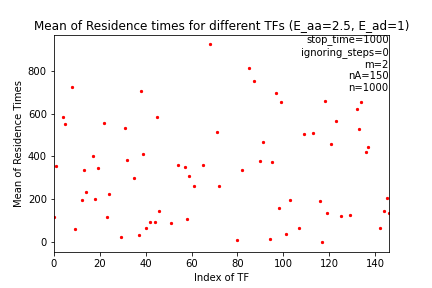 Mean of Residence times for different TFs (E_aa=2.5, E_ad=1)
stop_time=1000
ignoring_steps=0
m=2
nA=150
n=1000
Mean of Residence Times
800
600
400
200
0
0 20 40 60 80 100 120 140
Index of TF